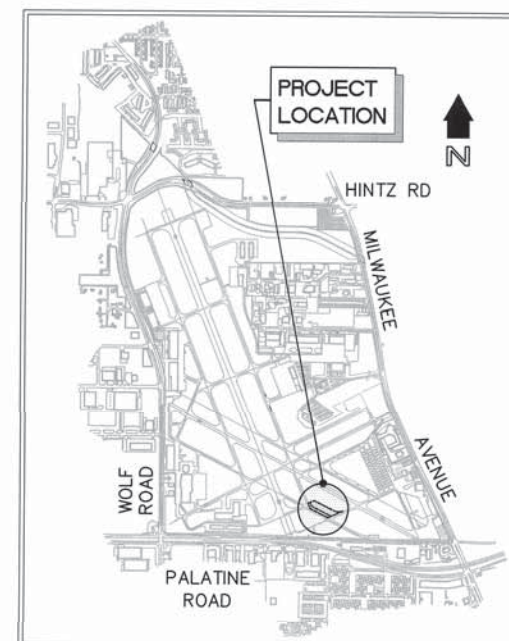 PROJECT
LOCATION
N
HINTZ RD
MILWAUKEE
AVENUE
WOLF
ROAD
PALATINE
ROAD